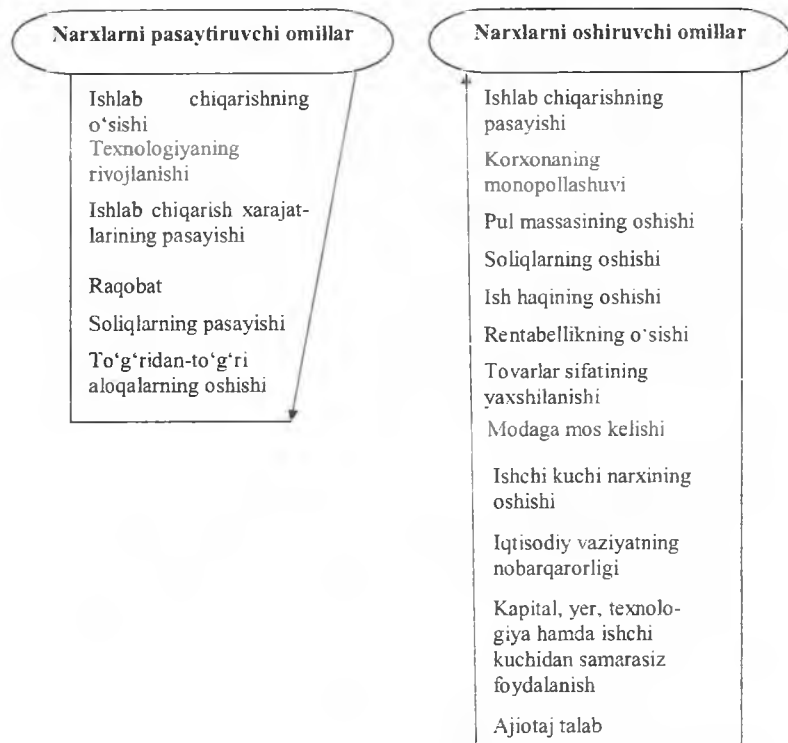 Narxlarni pasaytiruvchi omillar
Ishlab chiqarishning
o‘sishi
Texnologiyaning
rivojlanishi
Ishlab chiqarish xarajat-
larining pasayishi
Raqobat
Soliqlarning pasayishi
To‘g‘ridan-to‘g‘ri
aloqalarning oshishi
Narxlarni oshiruvchi omillar
Ishlab chiqarishning
pasayishi
Korxonaning
monopollashuvi
Pul massasining oshishi
Soliqlarning oshishi
Ish haqining oshishi
Rentabellikning o‘sishi
Tovarlar sifatining
yaxshilanishi
Modaga mos kelishi
Ishchi kuchi narxining
oshishi
Iqtisodiy vaziyatning
nobarqarorligi
Kapital, yer, texnolo-
giya hamda ishchi
kuchidan samarasiz
foydalanish
Ajiotaj talab